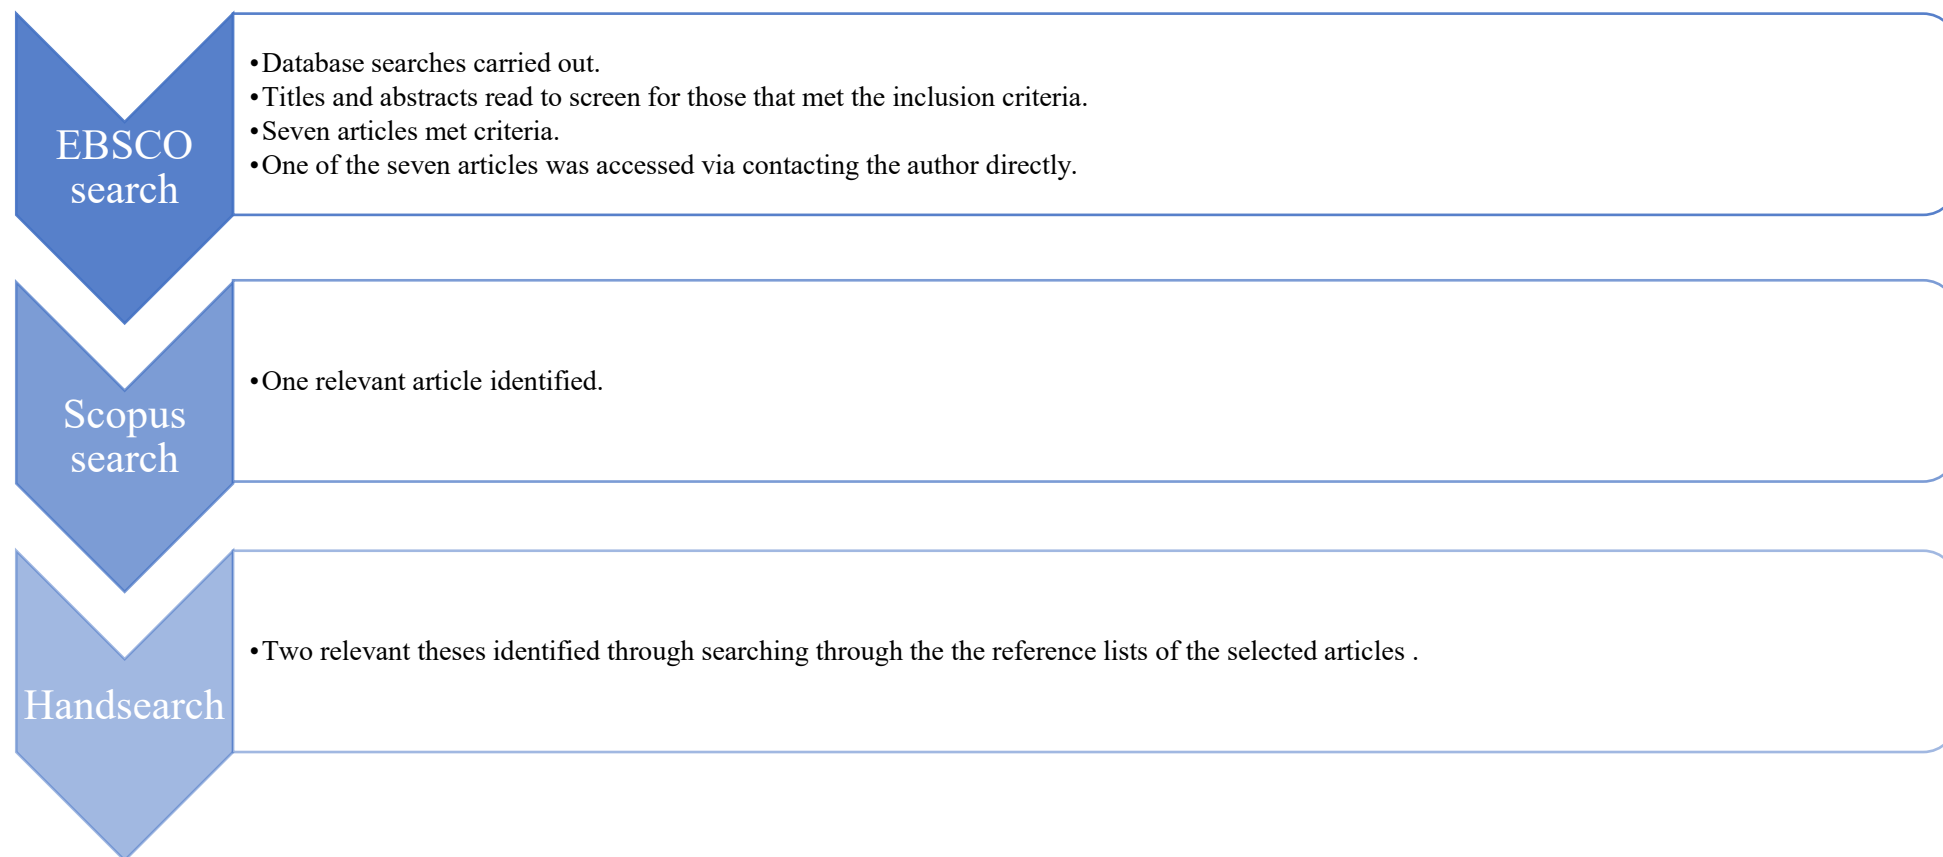 EBSCO
search
•Database searches carried out.
•Titles and abstracts read to screen for those that met the inclusion criteria.
•Seven articles met criteria.
•One of the seven articles was accessed via contacting the author directly.
Scopus
search
•One relevant article identified.
Handsearch
•Two relevant theses identified through searching through the the reference lists of the selected articles .